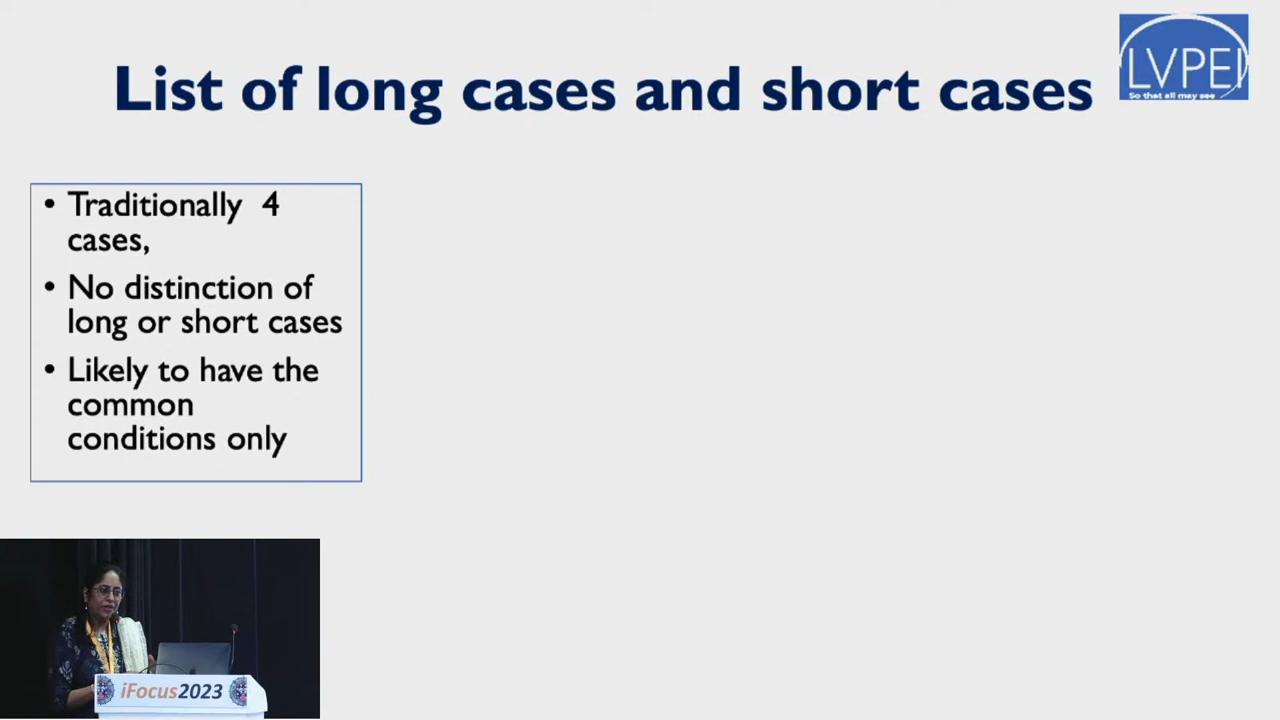 List of long cases and short cases
LVPEI
So that all may see
• Traditionally 4
cases,
• No distinction of
long or short cases
• Likely to have the
common
conditions only
iFocus2023